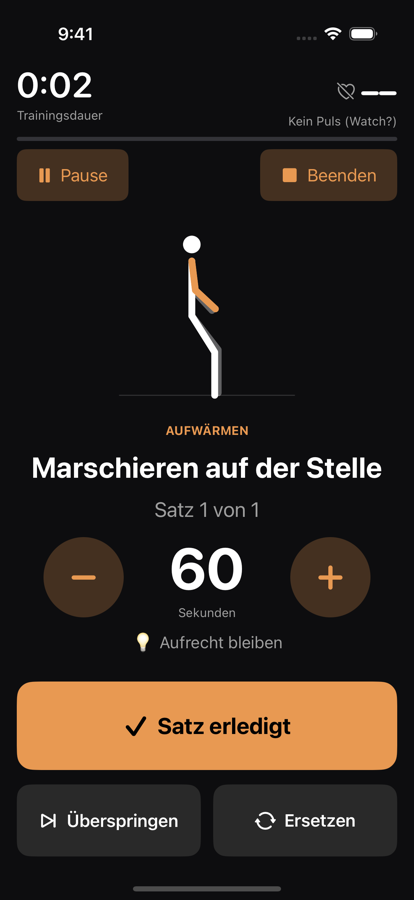 9:41
0:02
Trainingsdauer
Kein Puls (Watch?)
Pause
Beenden
AUFWÄRMEN
Marschieren auf der Stelle
Satz 1 von 1
60
Sekunden
Aufrecht bleiben
Satz erledigt
Überspringen
Ersetzen